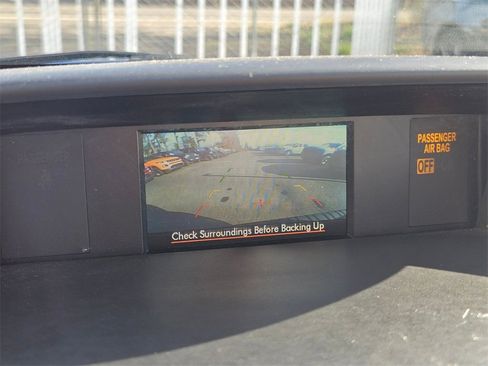 PASSENGER
AIR BAG
OFF
Check Surroundings Before Backing Up